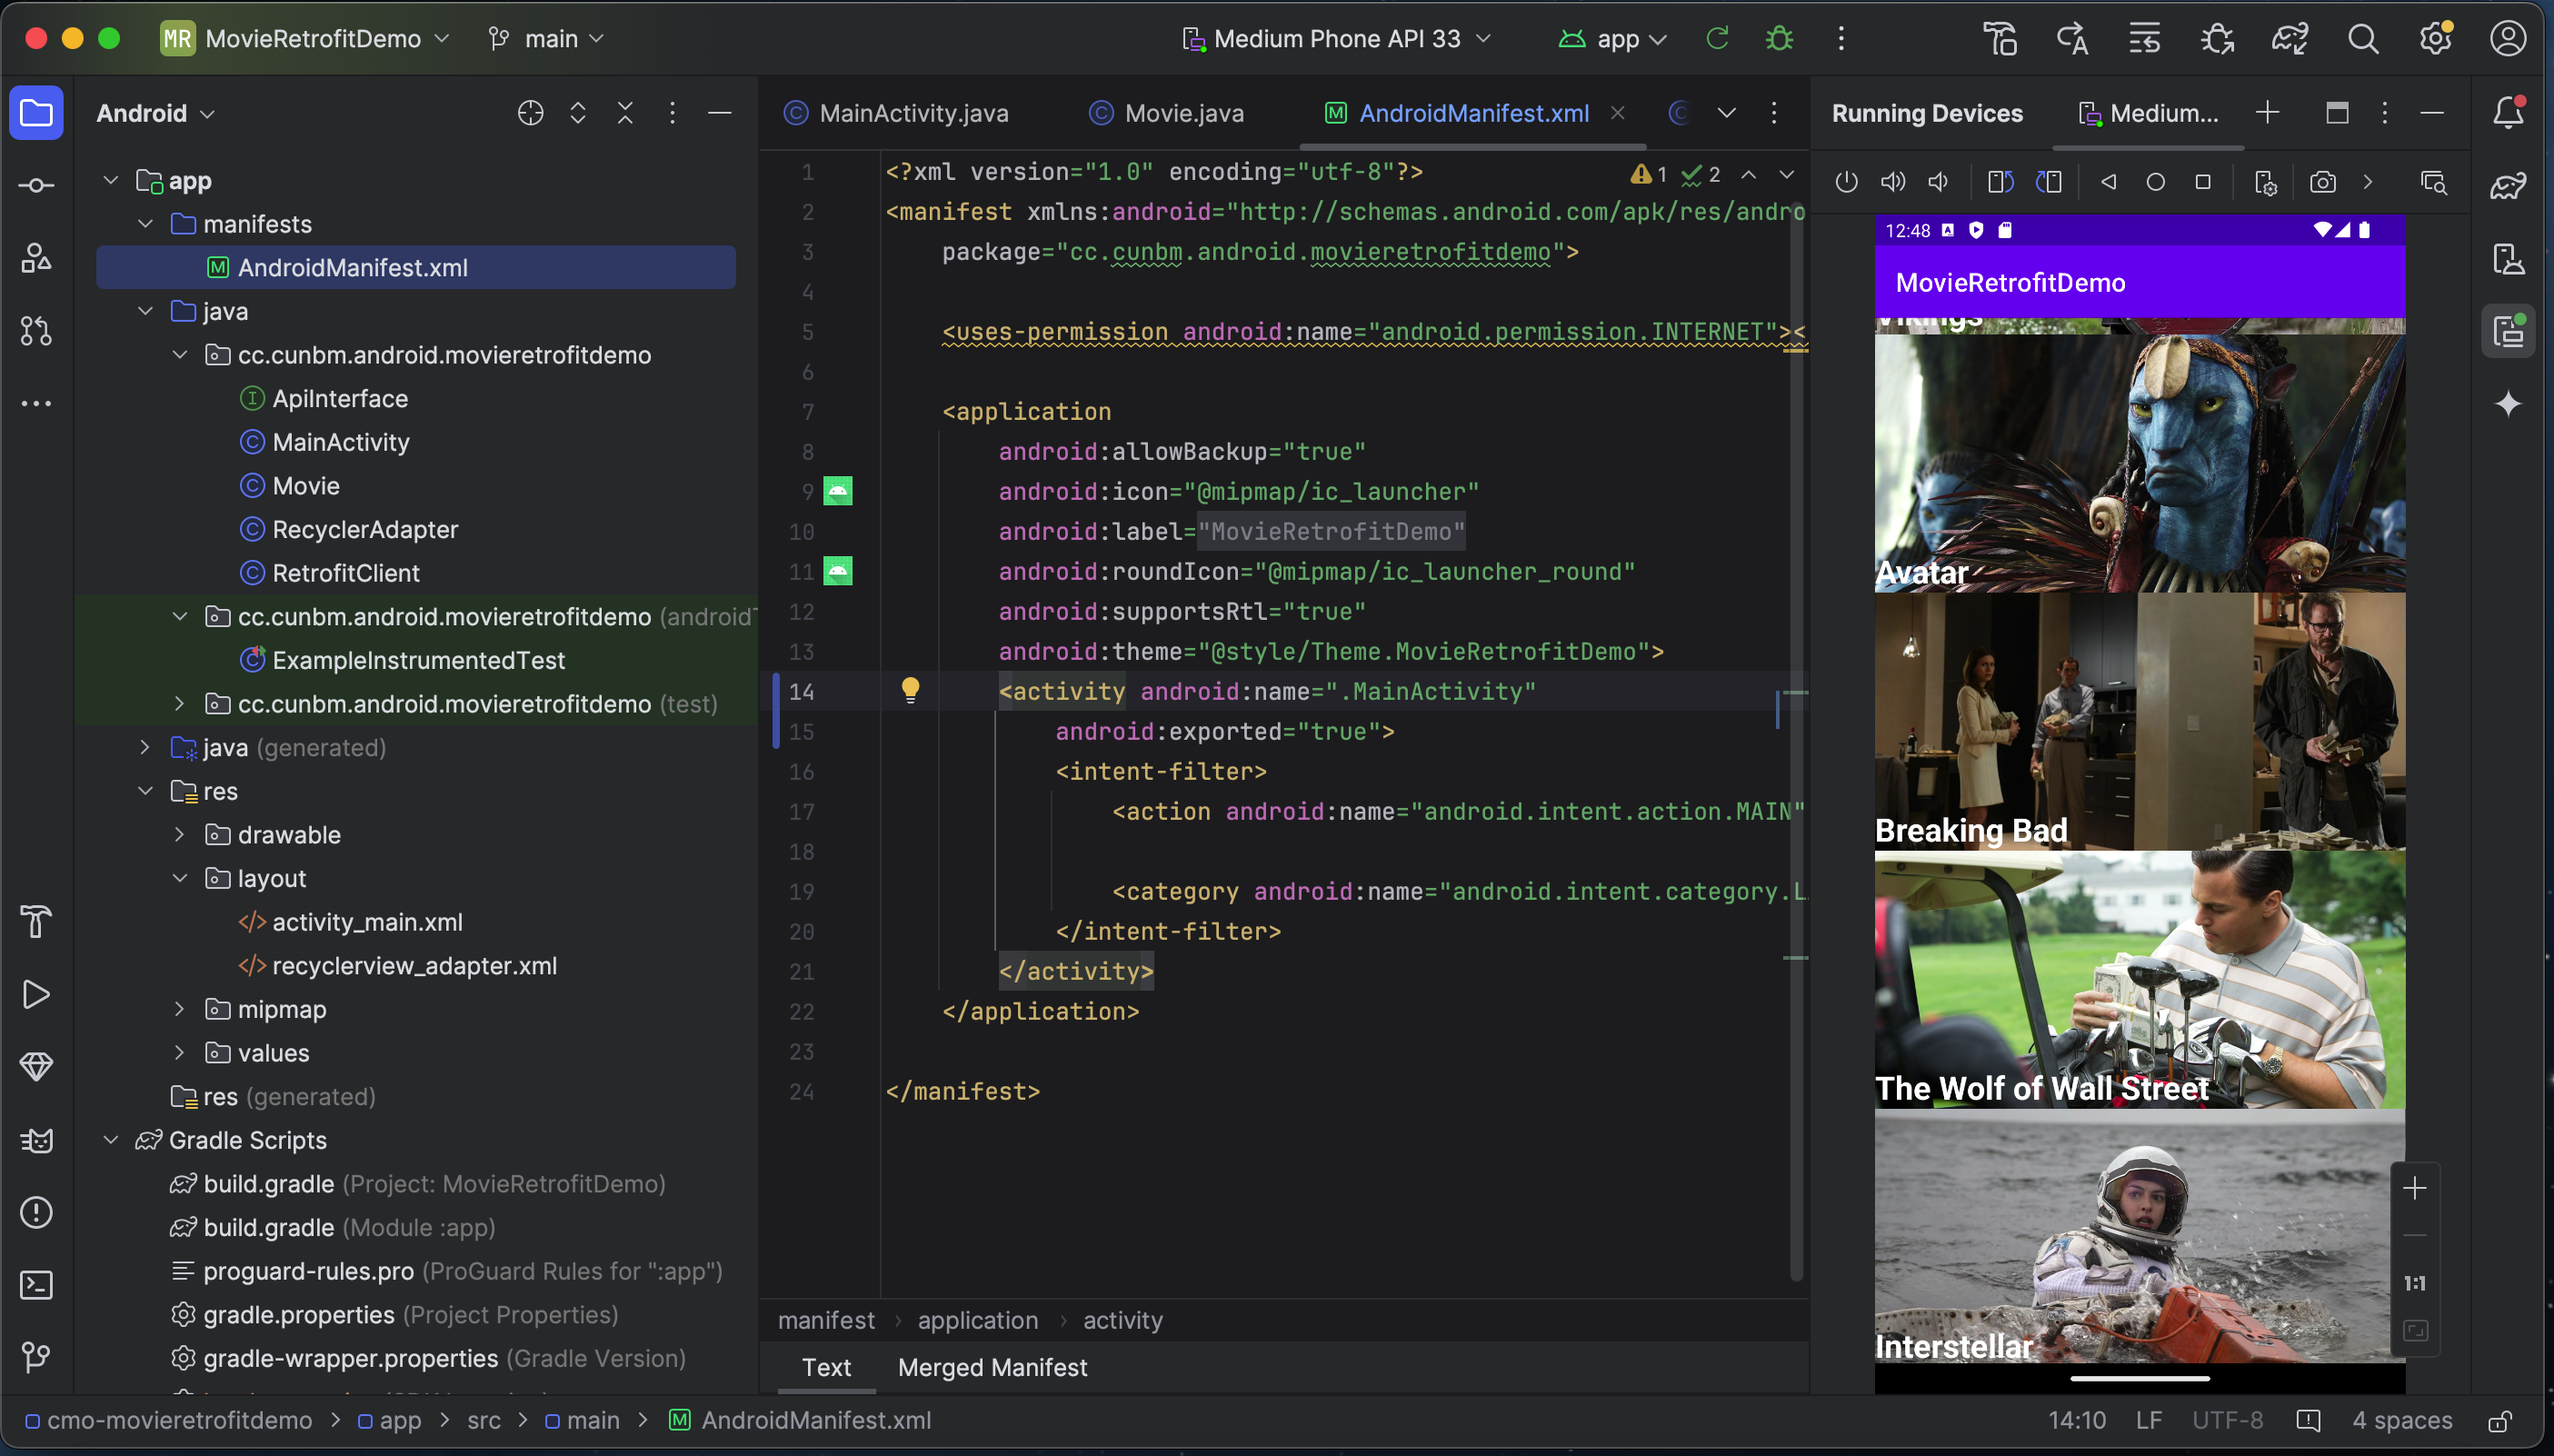 MR MovieRetrofitDemo main Medium Phone API 33 app
Android
app
manifests
AndroidManifest.xml
java
cc.cunbm.android.movieretrofitdemo
ApiInterface
MainActivity
Movie
RecyclerAdapter
RetrofitClient
cc.cunbm.android.movieretrofitdemo (androidT
ExampleInstrumentedTest
cc.cunbm.android.movieretrofitdemo (test)
java (generated)
res
drawable
layout
activity_main.xml
recyclerview_adapter.xml
mipmap
values
res (generated)
Gradle Scripts
build.gradle (Project: MovieRetrofitDemo)
build.gradle (Module :app)
proguard-rules.pro (ProGuard Rules for ":app")
gradle.properties (Project Properties)
gradle-wrapper.properties (Gradle Version)
MainActivity.java Movie.java AndroidManifest.xml
1 2
1 <?xml version="1.0" encoding="utf-8"?>
2 <manifest xmlns:android="http://schemas.android.com/apk/res/andro
3 package="cc.cunbm.android.movieretrofitdemo">
4
5 <uses-permission android:name="android.permission.INTERNET"><
6
7 <application
8 android:allowBackup="true"
9 android:icon="@mipmap/ic_launcher"
10 android:label="MovieRetrofitDemo"
11 android:roundIcon="@mipmap/ic_launcher_round"
12 android:supportsRtl="true"
13 android:theme="@style/Theme.MovieRetrofitDemo">
14 <activity android:name=".MainActivity"
15 android:exported="true">
16 <intent-filter>
17 <action android:name="android.intent.action.MAIN"
18
19 <category android:name="android.intent.category.L
20 </intent-filter>
21 </activity>
22 </application>
23
24 </manifest>
manifest > application > activity
Text Merged Manifest
Running Devices Medium...
12:48
MovieRetrofitDemo
Vikings
Avatar
Breaking Bad
The Wolf of Wall Street
Interstellar
1:1
cmo-movieretrofitdemo > app > src > main > AndroidManifest.xml
14:10 LF UTF-8 4 spaces